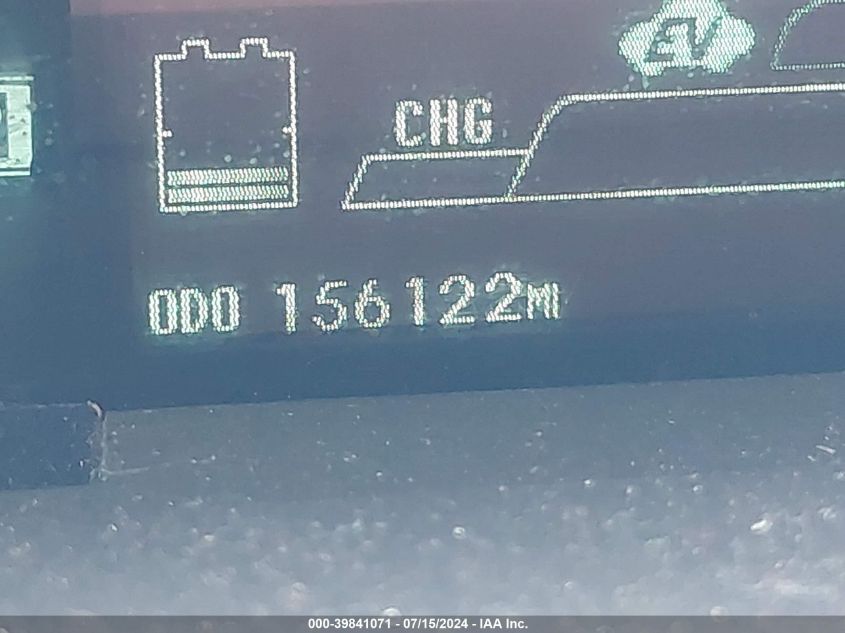 EV
CHG
ODO 156122MI
000-39841071 - 07/15/2024 - IAA Inc.